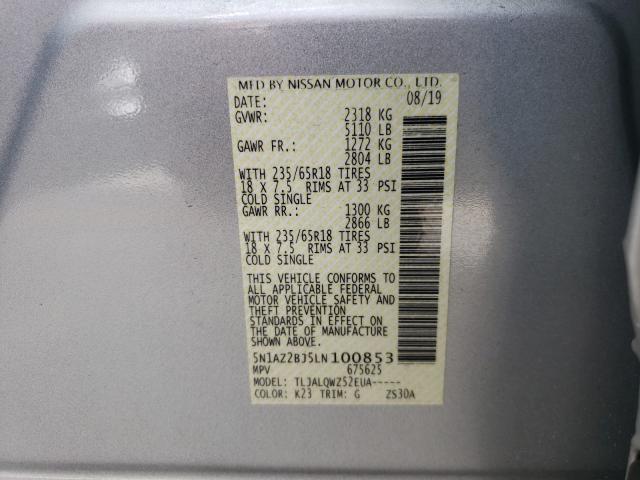 MFD BY NISSAN MOTOR CO., LTD.
DATE: 08/19
GVWR: 2318 KG
5110 LB
GAWR FR.: 1272 KG
2804 LB
WITH 235/65R18 TIRES
18 X 7.5 RIMS AT 33 PSI
COLD SINGLE
GAWR RR.: 1300 KG
2866 LB
WITH 235/65R18 TIRES
18 X 7.5 RIMS AT 33 PSI
COLD SINGLE
THIS VEHICLE CONFORMS TO
ALL APPLICABLE FEDERAL
MOTOR VEHICLE SAFETY AND
THEFT PREVENTION
STANDARDS IN EFFECT ON
THE DATE OF MANUFACTURE
SHOWN ABOVE.
5N1AZ2BJ5LN100853
MPV 675625
MODEL: TLJALQWZ52EUA-----
COLOR: K23 TRIM: G ZS30A